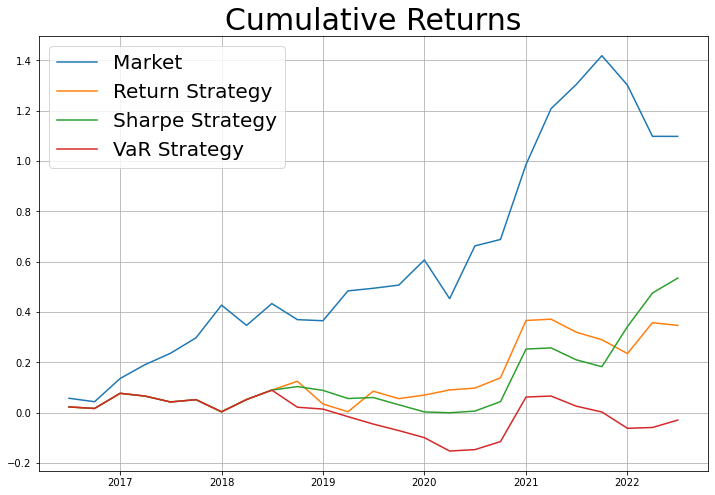 Cumulative Returns
Market
Return Strategy
Sharpe Strategy
VaR Strategy
1.4
1.2
1.0
0.8
0.6
0.4
0.2
0.0
−0.2
2017 2018 2019 2020 2021 2022